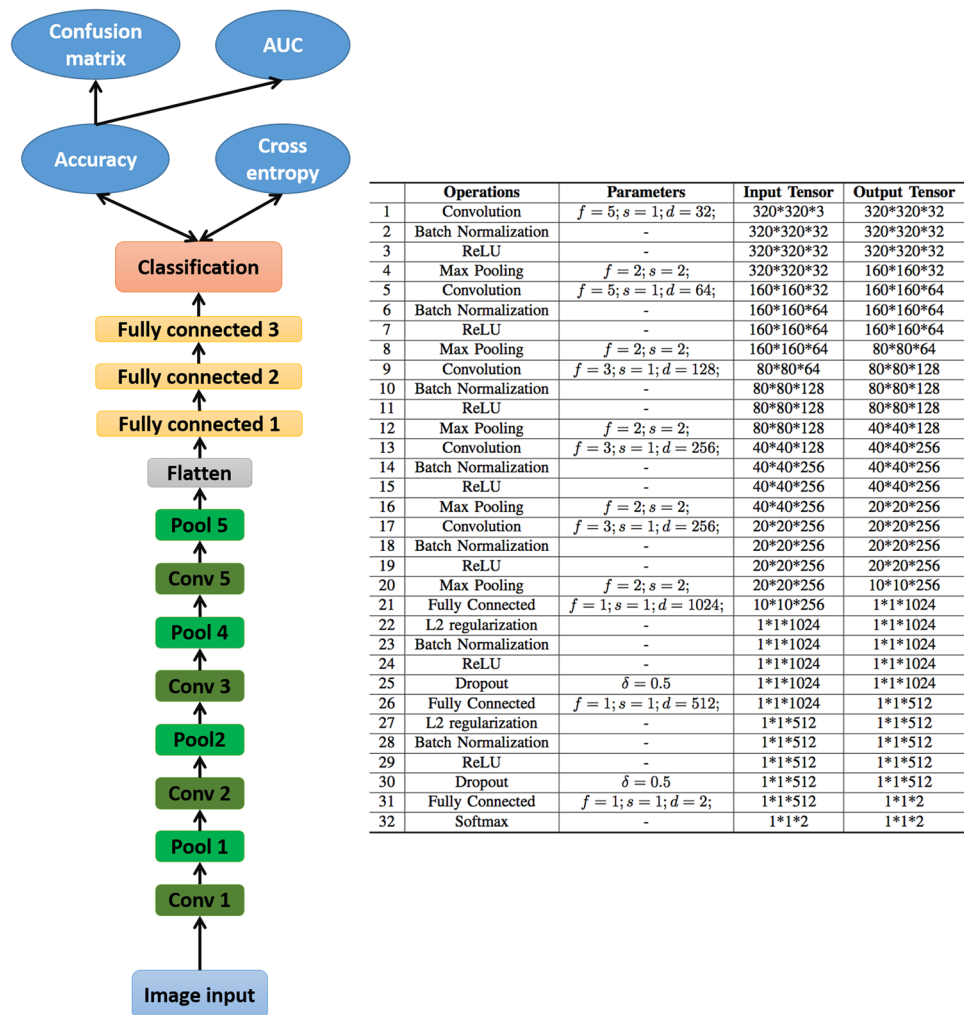 Confusion
matrix
AUC
Accuracy
Cross
entropy
Classification
Fully connected 3
Fully connected 2
Fully connected 1
Flatten
Pool 5
Conv 5
Pool 4
Conv 3
Pool2
Conv 2
Pool 1
Conv 1
Image input
Operations Parameters Input Tensor Output Tensor
1 Convolution f = 5; s = 1; d = 32; 320*320*3 320*320*32
2 Batch Normalization - 320*320*32 320*320*32
3 ReLU - 320*320*32 320*320*32
4 Max Pooling f = 2; s = 2; 320*320*32 160*160*32
5 Convolution f = 5; s = 1; d = 64; 160*160*32 160*160*64
6 Batch Normalization - 160*160*64 160*160*64
7 ReLU - 160*160*64 160*160*64
8 Max Pooling f = 2; s = 2; 160*160*64 80*80*64
9 Convolution f = 3; s = 1; d = 128; 80*80*64 80*80*128
10 Batch Normalization - 80*80*128 80*80*128
11 ReLU - 80*80*128 80*80*128
12 Max Pooling f = 2; s = 2; 80*80*128 40*40*128
13 Convolution f = 3; s = 1; d = 256; 40*40*128 40*40*256
14 Batch Normalization - 40*40*256 40*40*256
15 ReLU - 40*40*256 40*40*256
16 Max Pooling f = 2; s = 2; 40*40*256 20*20*256
17 Convolution f = 3; s = 1; d = 256; 20*20*256 20*20*256
18 Batch Normalization - 20*20*256 20*20*256
19 ReLU - 20*20*256 20*20*256
20 Max Pooling f = 2; s = 2; 20*20*256 10*10*256
21 Fully Connected f = 1; s = 1; d = 1024; 10*10*256 1*1*1024
22 L2 regularization - 1*1*1024 1*1*1024
23 Batch Normalization - 1*1*1024 1*1*1024
24 ReLU - 1*1*1024 1*1*1024
25 Dropout δ = 0.5 1*1*1024 1*1*1024
26 Fully Connected f = 1; s = 1; d = 512; 1*1*1024 1*1*512
27 L2 regularization - 1*1*512 1*1*512
28 Batch Normalization - 1*1*512 1*1*512
29 ReLU - 1*1*512 1*1*512
30 Dropout δ = 0.5 1*1*512 1*1*512
31 Fully Connected f = 1; s = 1; d = 2; 1*1*512 1*1*2
32 Softmax - 1*1*2 1*1*2